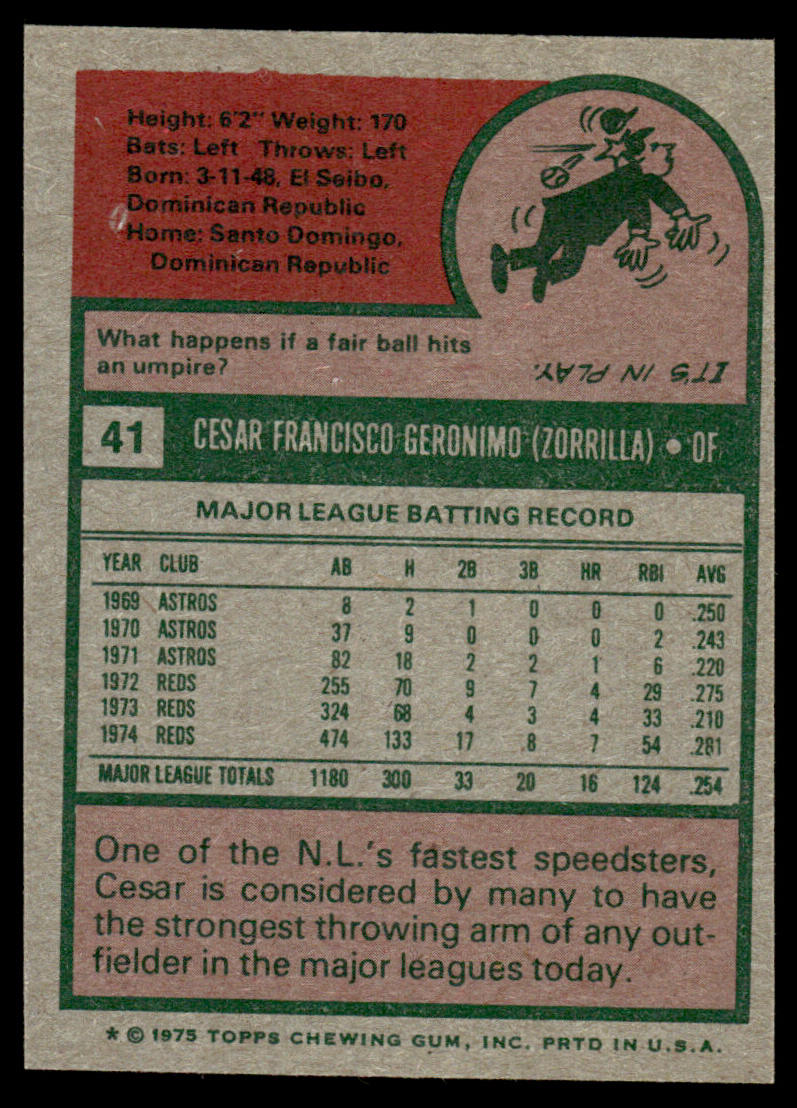 Height: 6'2" Weight: 170
Bats: Left Throws: Left
Born: 3-11-48, El Seibo,
Dominican Republic
Home: Santo Domingo,
Dominican Republic
What happens if a fair ball hits
an umpire?
IT'S IN PLAY.
41 CESAR FRANCISCO GERONIMO (ZORRILLA) • OF
MAJOR LEAGUE BATTING RECORD
YEAR CLUB AB H 2B 3B HR RBI AVG
1969 ASTROS 8 2 1 0 0 0 .250
1970 ASTROS 37 9 0 0 0 2 .243
1971 ASTROS 82 18 2 2 1 6 .220
1972 REDS 255 70 9 7 4 29 .275
1973 REDS 324 68 4 3 4 33 .210
1974 REDS 474 133 17 8 7 54 .281
MAJOR LEAGUE TOTALS 1180 300 33 20 16 124 .254
One of the N.L.'s fastest speedsters,
Cesar is considered by many to have
the strongest throwing arm of any out-
fielder in the major leagues today.
* © 1975 TOPPS CHEWING GUM, INC. PRTD IN U.S.A.